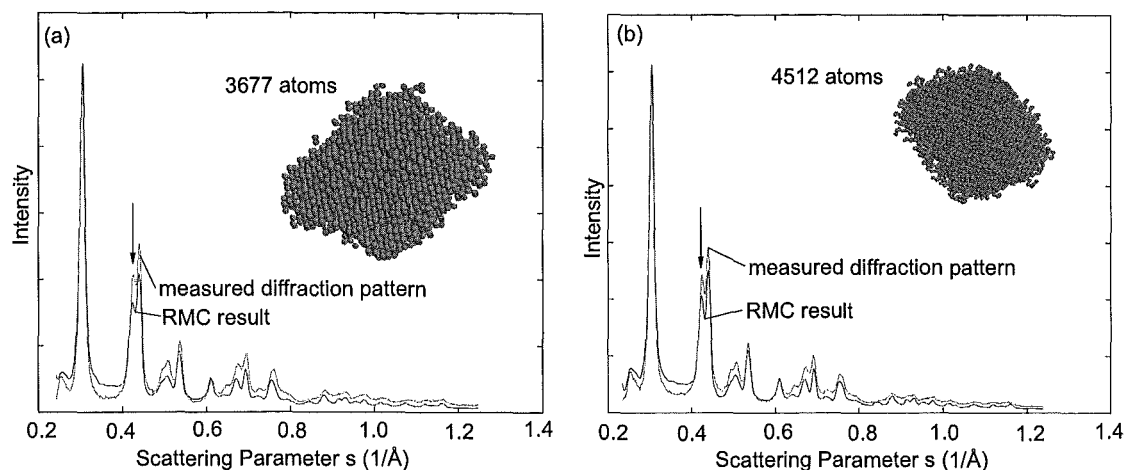 (a)
3677 atoms
Intensity
measured diffraction pattern
RMC result
0.2 0.4 0.6 0.8 1.0 1.2 1.4
Scattering Parameter s (1/Å)
(b)
4512 atoms
Intensity
measured diffraction pattern
RMC result
0.2 0.4 0.6 0.8 1.0 1.2 1.4
Scattering Parameter s (1/Å)